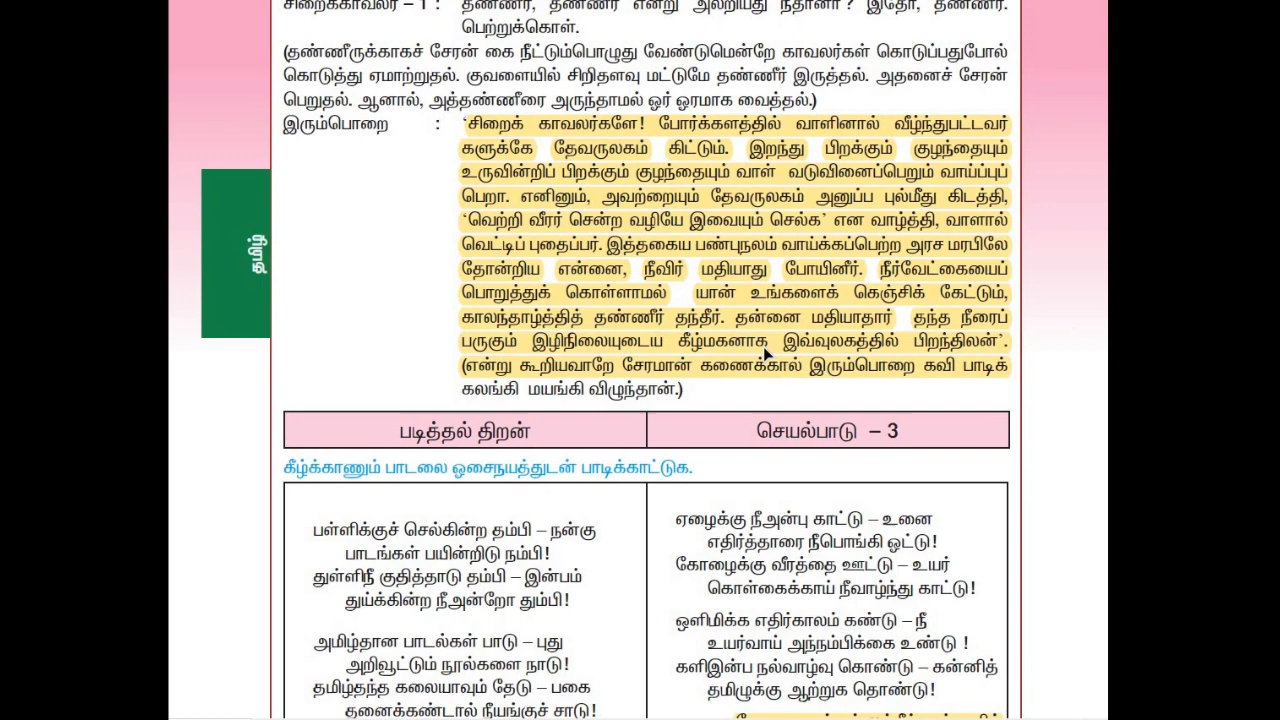 சிறைக்காவலர் – 1 : தண்ணீர், தண்ணீர் என்று அலறியது நீதானா? இதோ, தண்ணீர்.
பெற்றுக்கொள்.
(தண்ணீருக்காகச் சேரன் கை நீட்டும்பொழுது வேண்டுமென்றே காவலர்கள் கொடுப்பதுபோல்
கொடுத்து ஏமாற்றுதல். குவளையில் சிறிதளவு மட்டுமே தண்ணீர் இருத்தல். அதனைச் சேரன்
பெறுதல். ஆனால், அத்தண்ணீரை அருந்தாமல் ஓர் ஓரமாக வைத்தல்.)
இரும்பொறை : ‘சிறைக் காவலர்களே! போர்க்களத்தில் வாளினால் வீழ்ந்துபட்டவர்
களுக்கே தேவருலகம் கிட்டும். இறந்து பிறக்கும் குழந்தையும்
உருவின்றிப் பிறக்கும் குழந்தையும் வாள் வடுவினைப்பெறும் வாய்ப்புப்
பெறா. எனினும், அவற்றையும் தேவருலகம் அனுப்ப புல்மீது கிடத்தி,
‘வெற்றி வீரர் சென்ற வழியே இவையும் செல்க’ என வாழ்த்தி, வாளால்
வெட்டிப் புதைப்பர். இத்தகைய பண்புநலம் வாய்க்கப்பெற்ற அரச மரபிலே
தோன்றிய என்னை, நீவிர் மதியாது போயினீர். நீர்வேட்கையைப்
பொறுத்துக் கொள்ளாமல் யான் உங்களைக் கெஞ்சிக் கேட்டும்,
காலந்தாழ்த்தித் தண்ணீர் தந்தீர். தன்னை மதியாதார் தந்த நீரைப்
பருகும் இழிநிலையுடைய கீழ்மகனாக இவ்வுலகத்தில் பிறந்திலன்’.
(என்று கூறியவாறே சேரமான் கணைக்கால் இரும்பொறை கவி பாடிக்
கலங்கி மயங்கி விழுந்தான்.)
தமிழ்
படித்தல் திறன்
செயல்பாடு – 3
கீழ்க்காணும் பாடலை ஓசைநயத்துடன் பாடிக்காட்டுக.
பள்ளிக்குச் செல்கின்ற தம்பி – நன்கு
பாடங்கள் பயின்றிடு நம்பி!
துள்ளிநீ குதித்தாடு தம்பி – இன்பம்
துய்க்கின்ற நீஅன்றோ தும்பி!
அமிழ்தான பாடல்கள் பாடு – புது
அறிவூட்டும் நூல்களை நாடு!
தமிழ்தந்த கலையாவும் தேடு – பகை
தனைக்கண்டால் நீயங்குச் சாடு!
ஏழைக்கு நீஅன்பு காட்டு – உனை
எதிர்த்தாரை நீபொங்கி ஓட்டு!
கோழைக்கு வீரத்தை ஊட்டு – உயர்
கொள்கைக்காய் நீவாழ்ந்து காட்டு!
ஒளிமிக்க எதிர்காலம் கண்டு – நீ
உயர்வாய் அந்நம்பிக்கை உண்டு !
களிஇன்ப நல்வாழ்வு கொண்டு – கன்னித்
தமிழுக்கு ஆற்றுக தொண்டு!